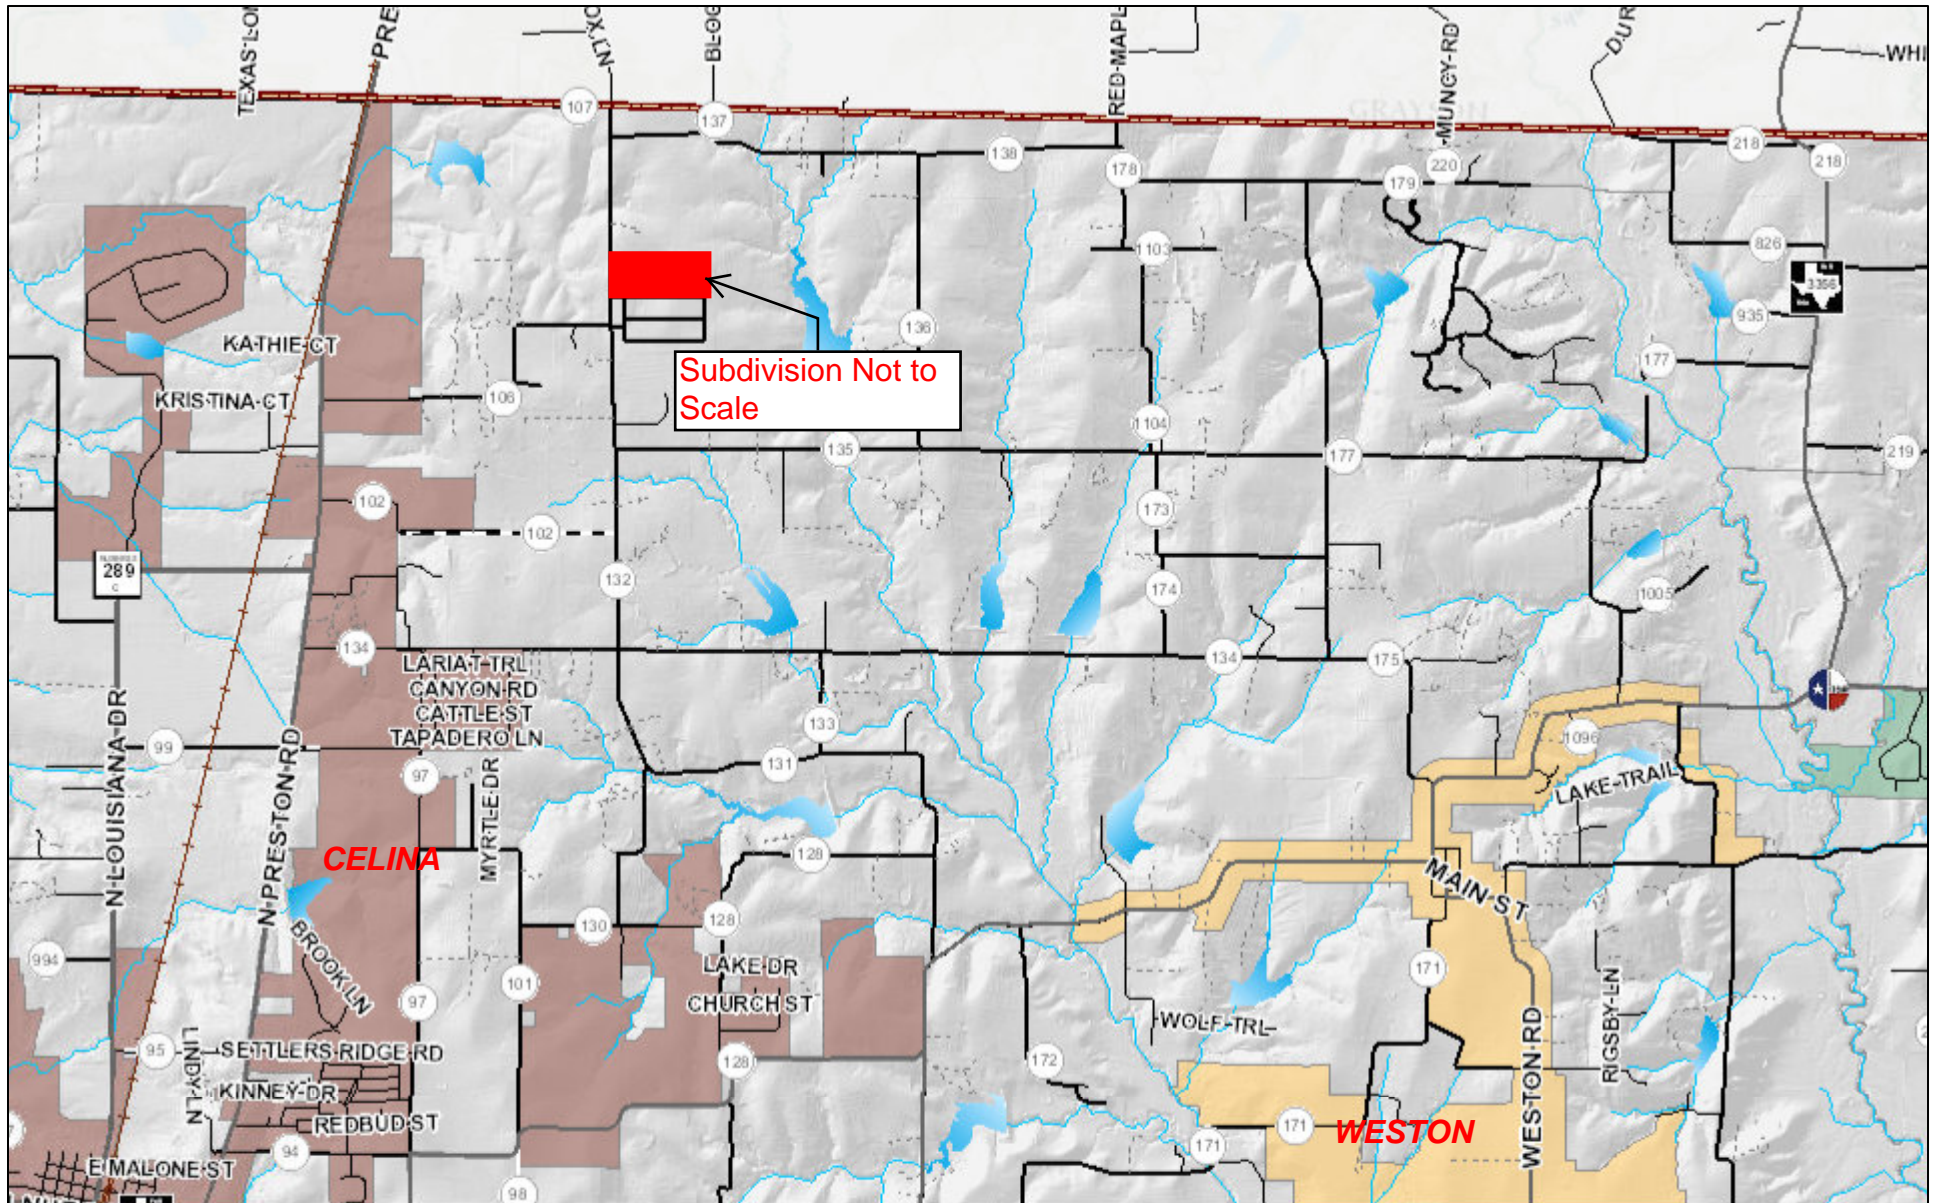 TEXAS-LO
PRE
BLOG
RED-MAPL
MUNCY-RD
DUR
WHI
107
137
GRAYSON
138
178
179
220
218
218
1103
826
3356
935
136
KATHIE-CT
Subdivision Not to
Scale
177
KRISTINA-CT
106
1104
135
177
219
102
173
102
289
132
174
1005
134
LARIAT-TRL
CANYON-RD
CATTLE-ST
TAPADERO LN
134
175
N-LOUISIANA-DR
N-PRESTON-RD
133
99
97
131
1096
MYRTLE-DR
LAKE-TRAIL
CELINA
128
MAIN ST
BROOK LN
130
128
994
LAKE DR
171
97
101
CHURCH ST
RIGSBY-LN
WOLF-TRL
WESTON-RD
95
LINDY-LN
SETTLERS-RIDGE-RD
128
172
KINNEY-DR
REDBUD-ST
171
WESTON
171
94
E MALONE-ST
98